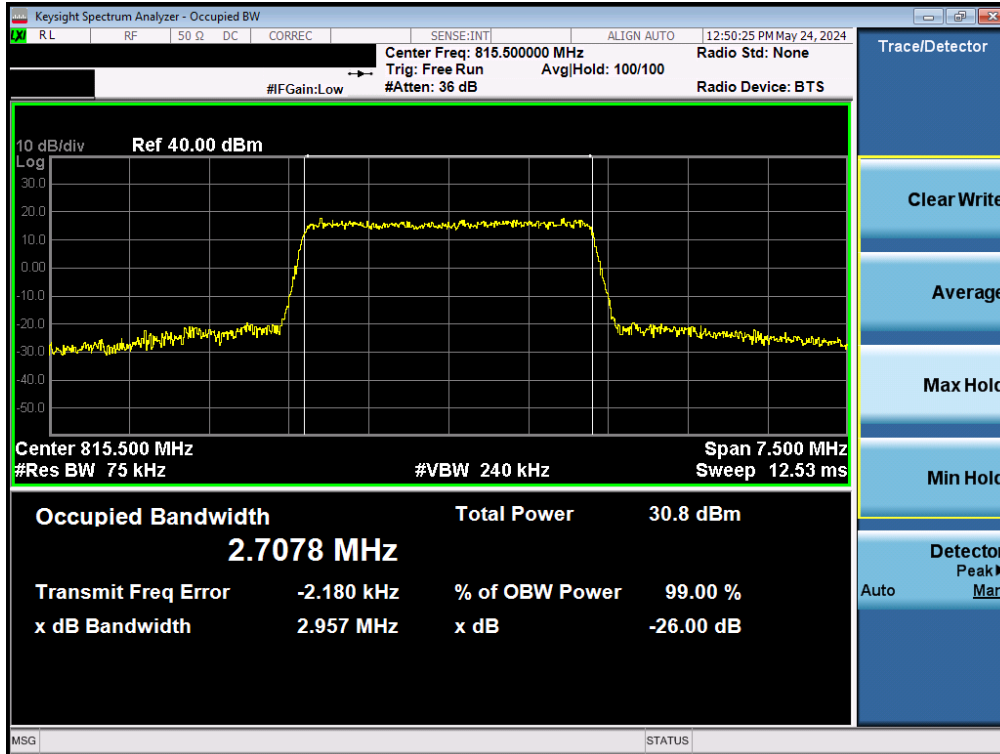 Keysight Spectrum Analyzer - Occupied BW
LXI RL RF 50 Ω DC CORREC SENSE:INT ALIGN AUTO 12:50:25 PM May 24, 2024
Center Freq: 815.500000 MHz Radio Std: None
Trig: Free Run Avg|Hold: 100/100
#IFGain:Low #Atten: 36 dB Radio Device: BTS
10 dB/div Ref 40.00 dBm
Log
30.0
20.0
10.0
0.00
-10.0
-20.0
-30.0
-40.0
-50.0
Center 815.500 MHz Span 7.500 MHz
#Res BW 75 kHz #VBW 240 kHz Sweep 12.53 ms
Occupied Bandwidth Total Power 30.8 dBm
2.7078 MHz
Transmit Freq Error -2.180 kHz % of OBW Power 99.00 %
x dB Bandwidth 2.957 MHz x dB -26.00 dB
MSG STATUS
Trace/Detector
Clear Write
Average
Max Hold
Min Hold
Detector
Peak
Auto Man